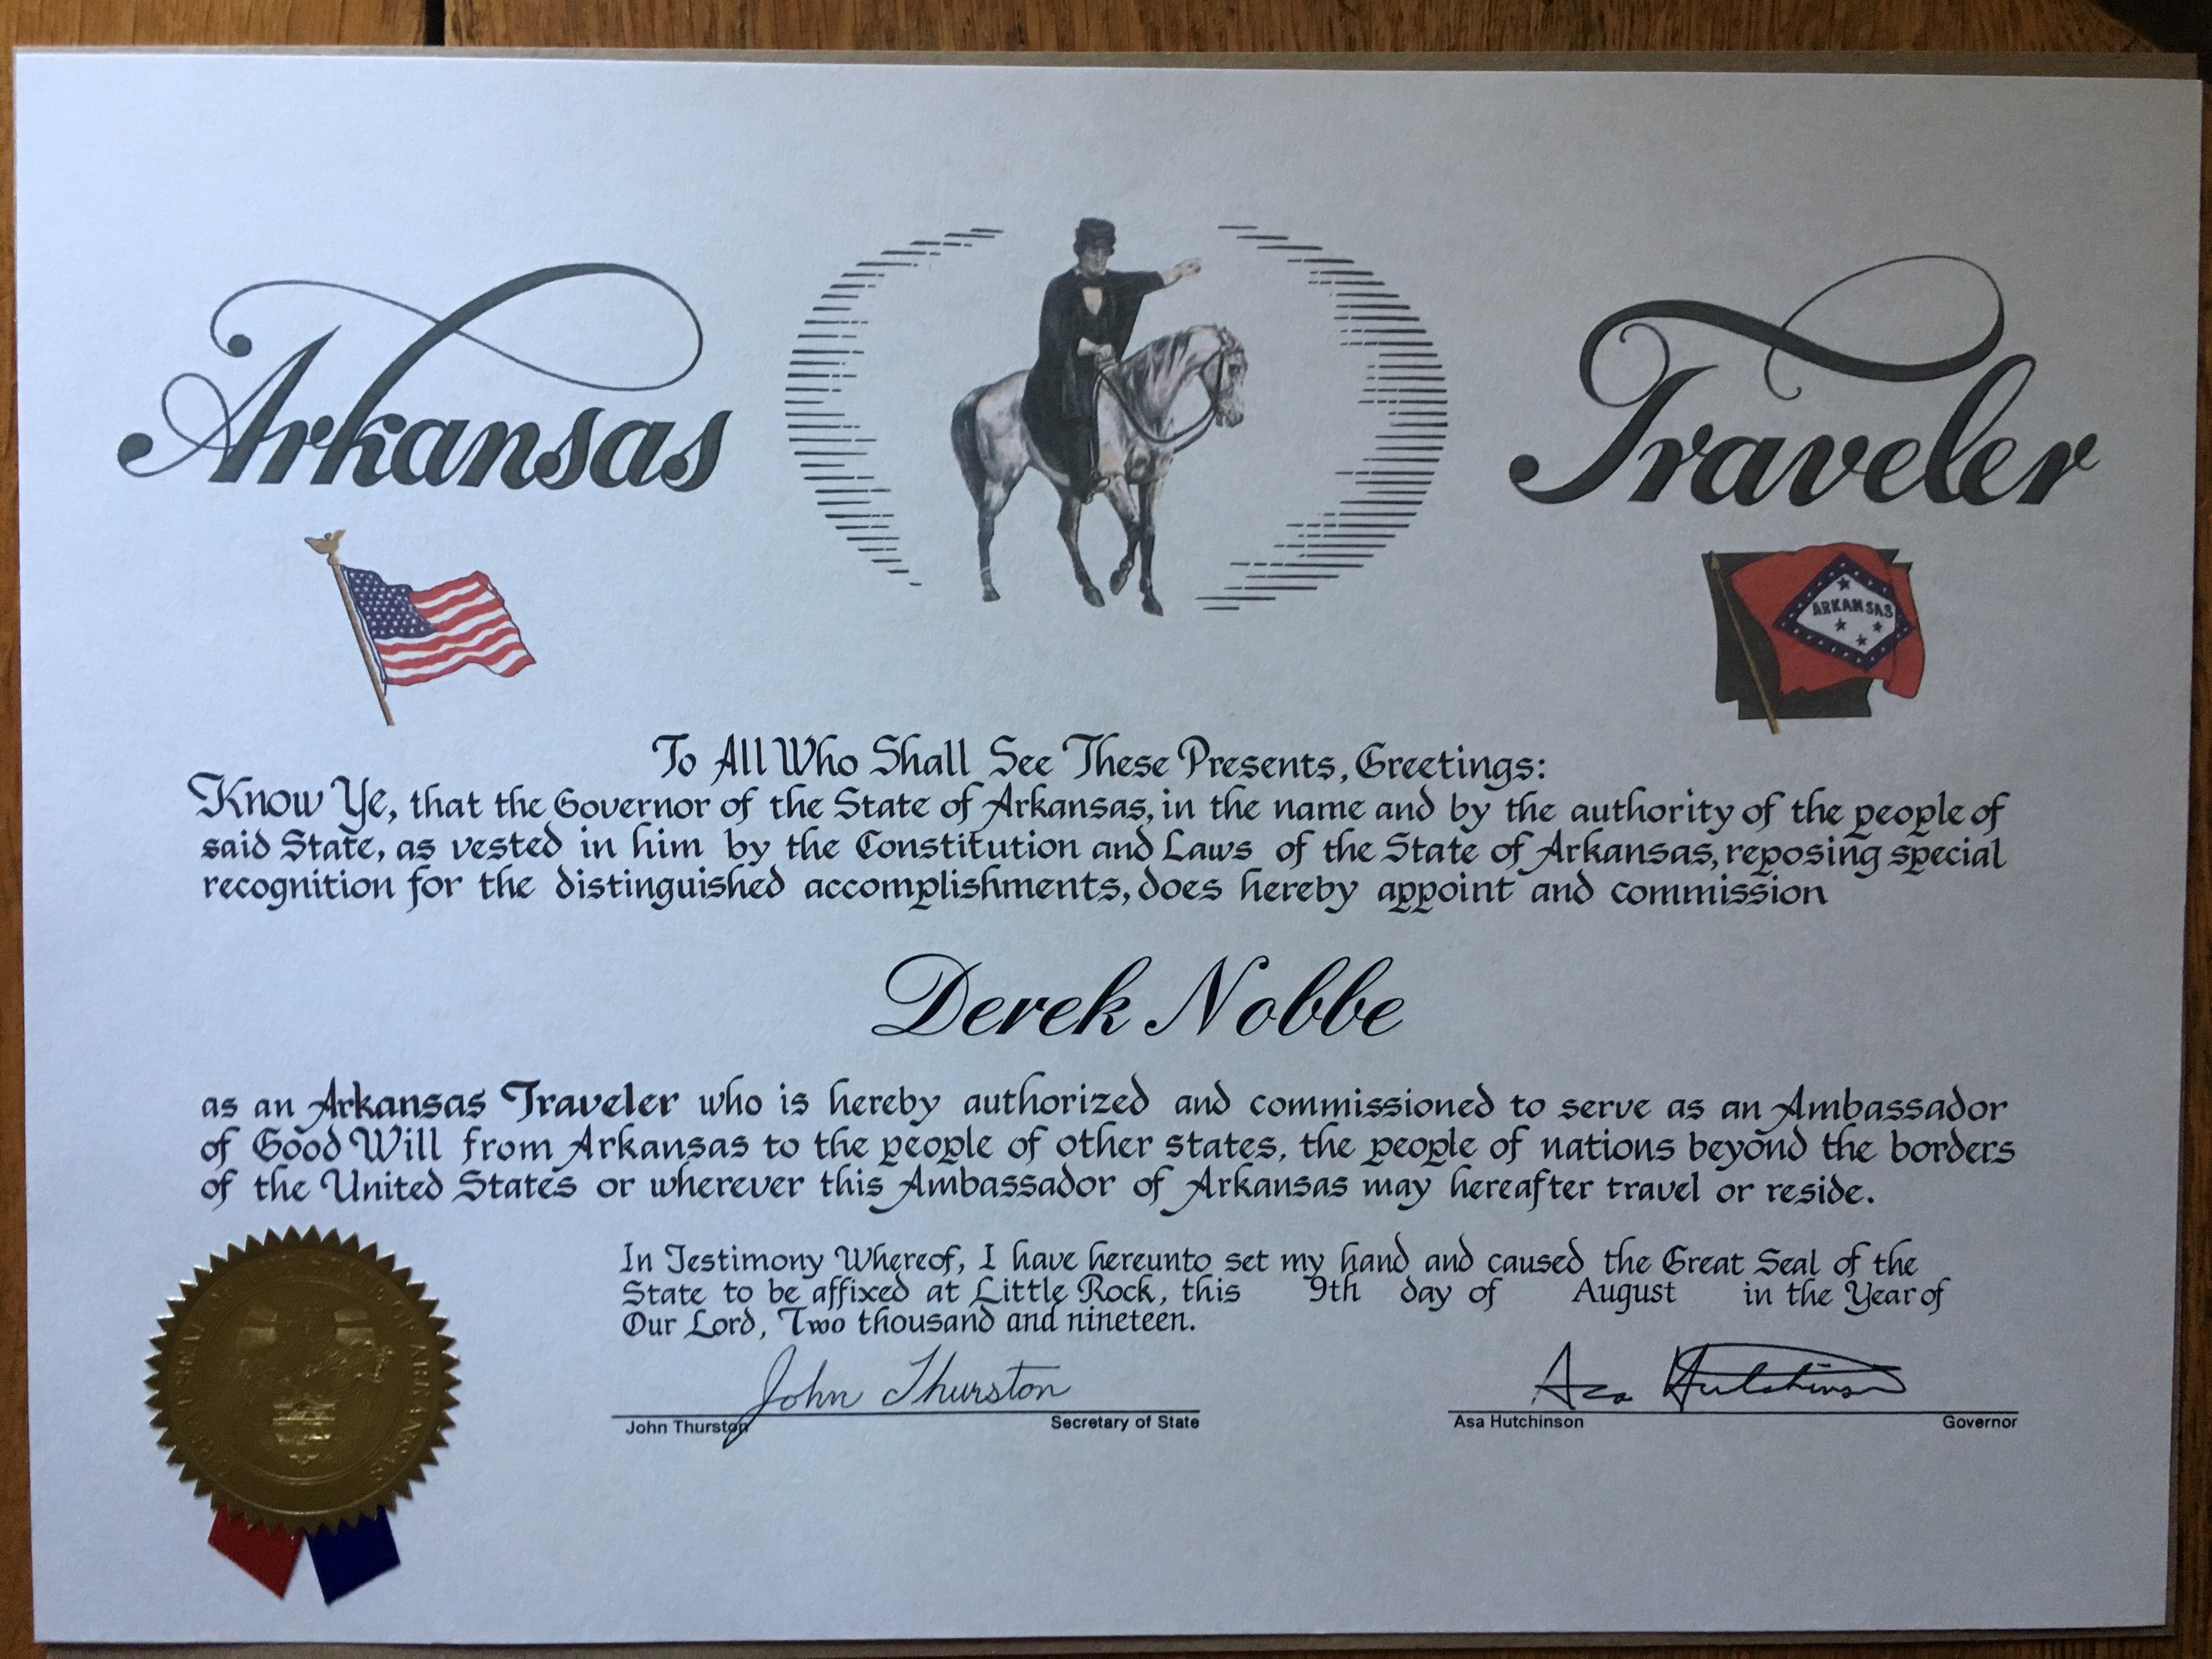 Arkansas Traveler
ARKANSAS
To All Who Shall See These Presents, Greetings:
Know Ye, that the Governor of the State of Arkansas, in the name and by the authority of the people of
said State, as vested in him by the Constitution and Laws of the State of Arkansas, reposing special
recognition for the distinguished accomplishments, does hereby appoint and commission
Derek Nobbe
as an Arkansas Traveler who is hereby authorized and commissioned to serve as an Ambassador
of Good Will from Arkansas to the people of other states, the people of nations beyond the borders
of the United States or wherever this Ambassador of Arkansas may hereafter travel or reside.
In Testimony Whereof, I have hereunto set my hand and caused the Great Seal of the
State to be affixed at Little Rock, this 9th day of August in the Year of
Our Lord, Two thousand and nineteen.
John Thurston Asa Hutchinson
John Thurston Secretary of State Asa Hutchinson Governor
OF ARKANSAS